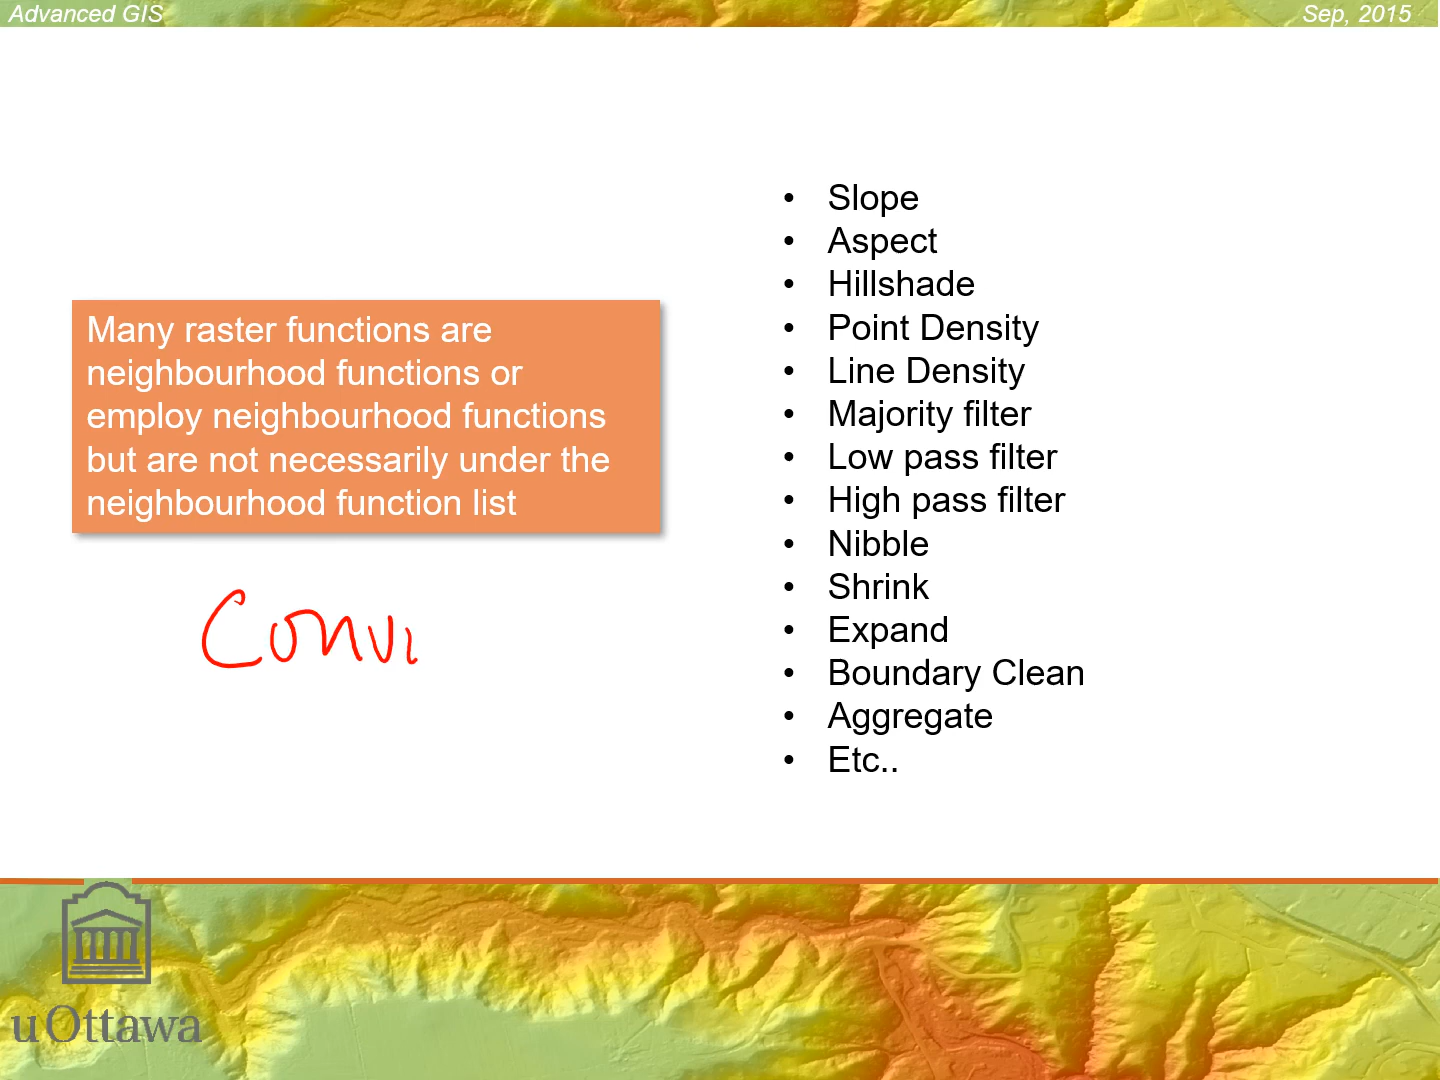 Advanced GIS
Sep, 2015
Many raster functions are
neighbourhood functions or
employ neighbourhood functions
but are not necessarily under the
neighbourhood function list
Convi
• Slope
• Aspect
• Hillshade
• Point Density
• Line Density
• Majority filter
• Low pass filter
• High pass filter
• Nibble
• Shrink
• Expand
• Boundary Clean
• Aggregate
• Etc..
uOttawa